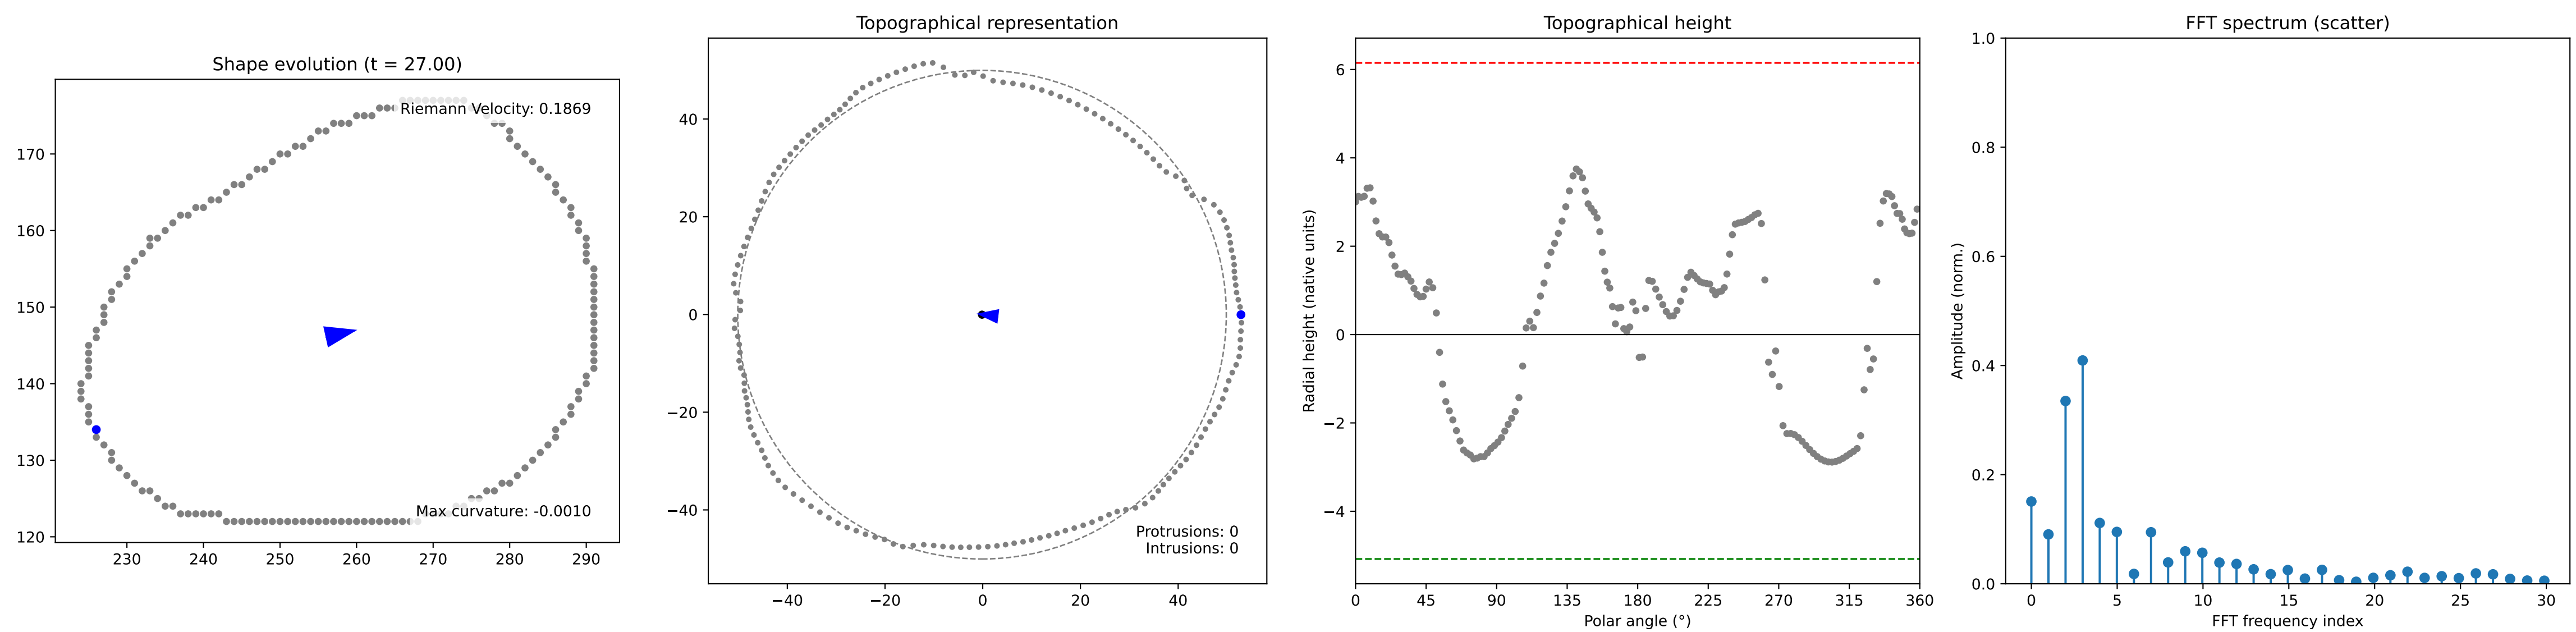 Shape evolution (t = 27.00)
Riemann Velocity: 0.1869
Max curvature: -0.0010
170
160
150
140
130
120
230 240 250 260 270 280 290
Topographical representation
40
20
0
−20
−40
−40 −20 0 20 40
Protrusions: 0
Intrusions: 0
Topographical height
Radial height (native units)
6
4
2
0
−2
−4
0 45 90 135 180 225 270 315 360
Polar angle (°)
FFT spectrum (scatter)
Amplitude (norm.)
1.0
0.8
0.6
0.4
0.2
0.0
0 5 10 15 20 25 30
FFT frequency index